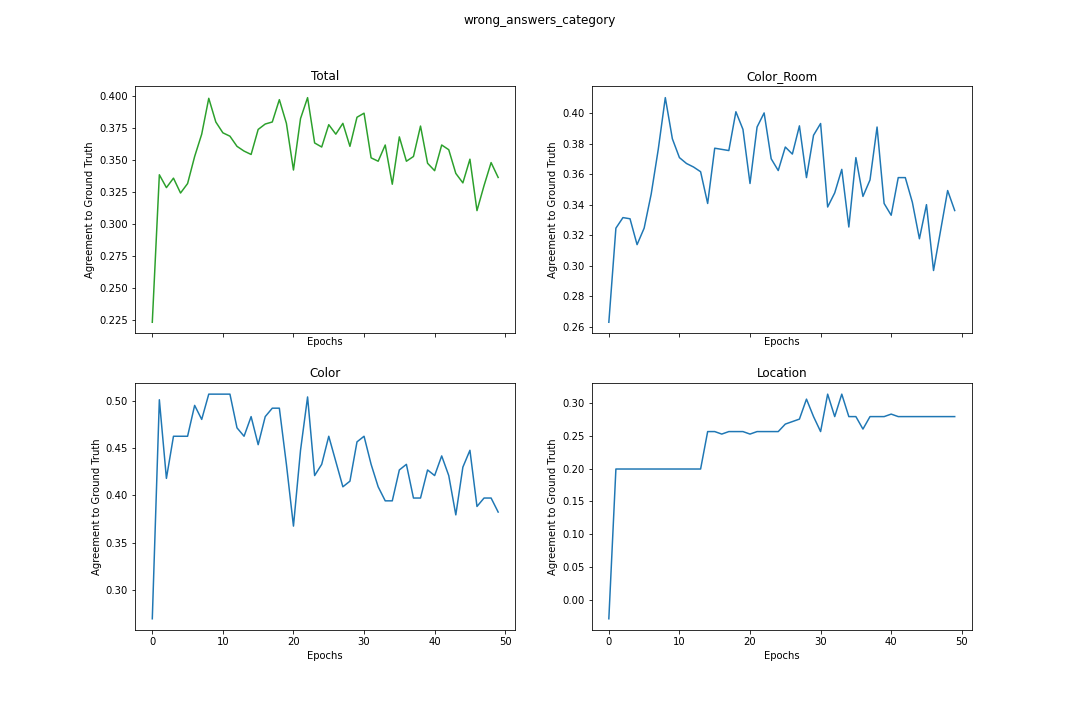 wrong_answers_category
Total
Agreement to Ground Truth
0.400
0.375
0.350
0.325
0.300
0.275
0.250
0.225
Epochs
Color_Room
Agreement to Ground Truth
0.40
0.38
0.36
0.34
0.32
0.30
0.28
0.26
Epochs
Color
Agreement to Ground Truth
0.50
0.45
0.40
0.35
0.30
0 10 20 30 40 50
Epochs
Location
Agreement to Ground Truth
0.30
0.25
0.20
0.15
0.10
0.05
0.00
0 10 20 30 40 50
Epochs